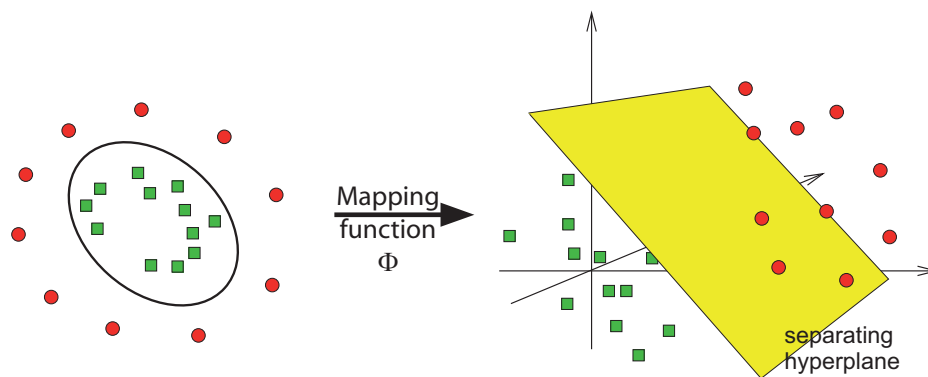 Mapping
function
Φ
separating
hyperplane